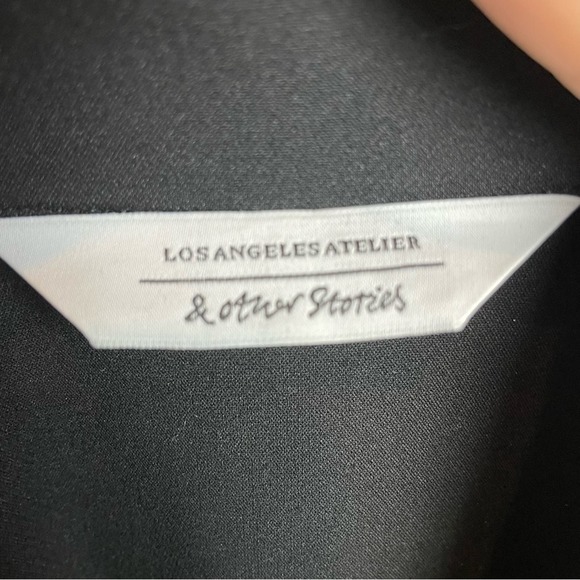 LOS ANGELES ATELIER
& other Stories